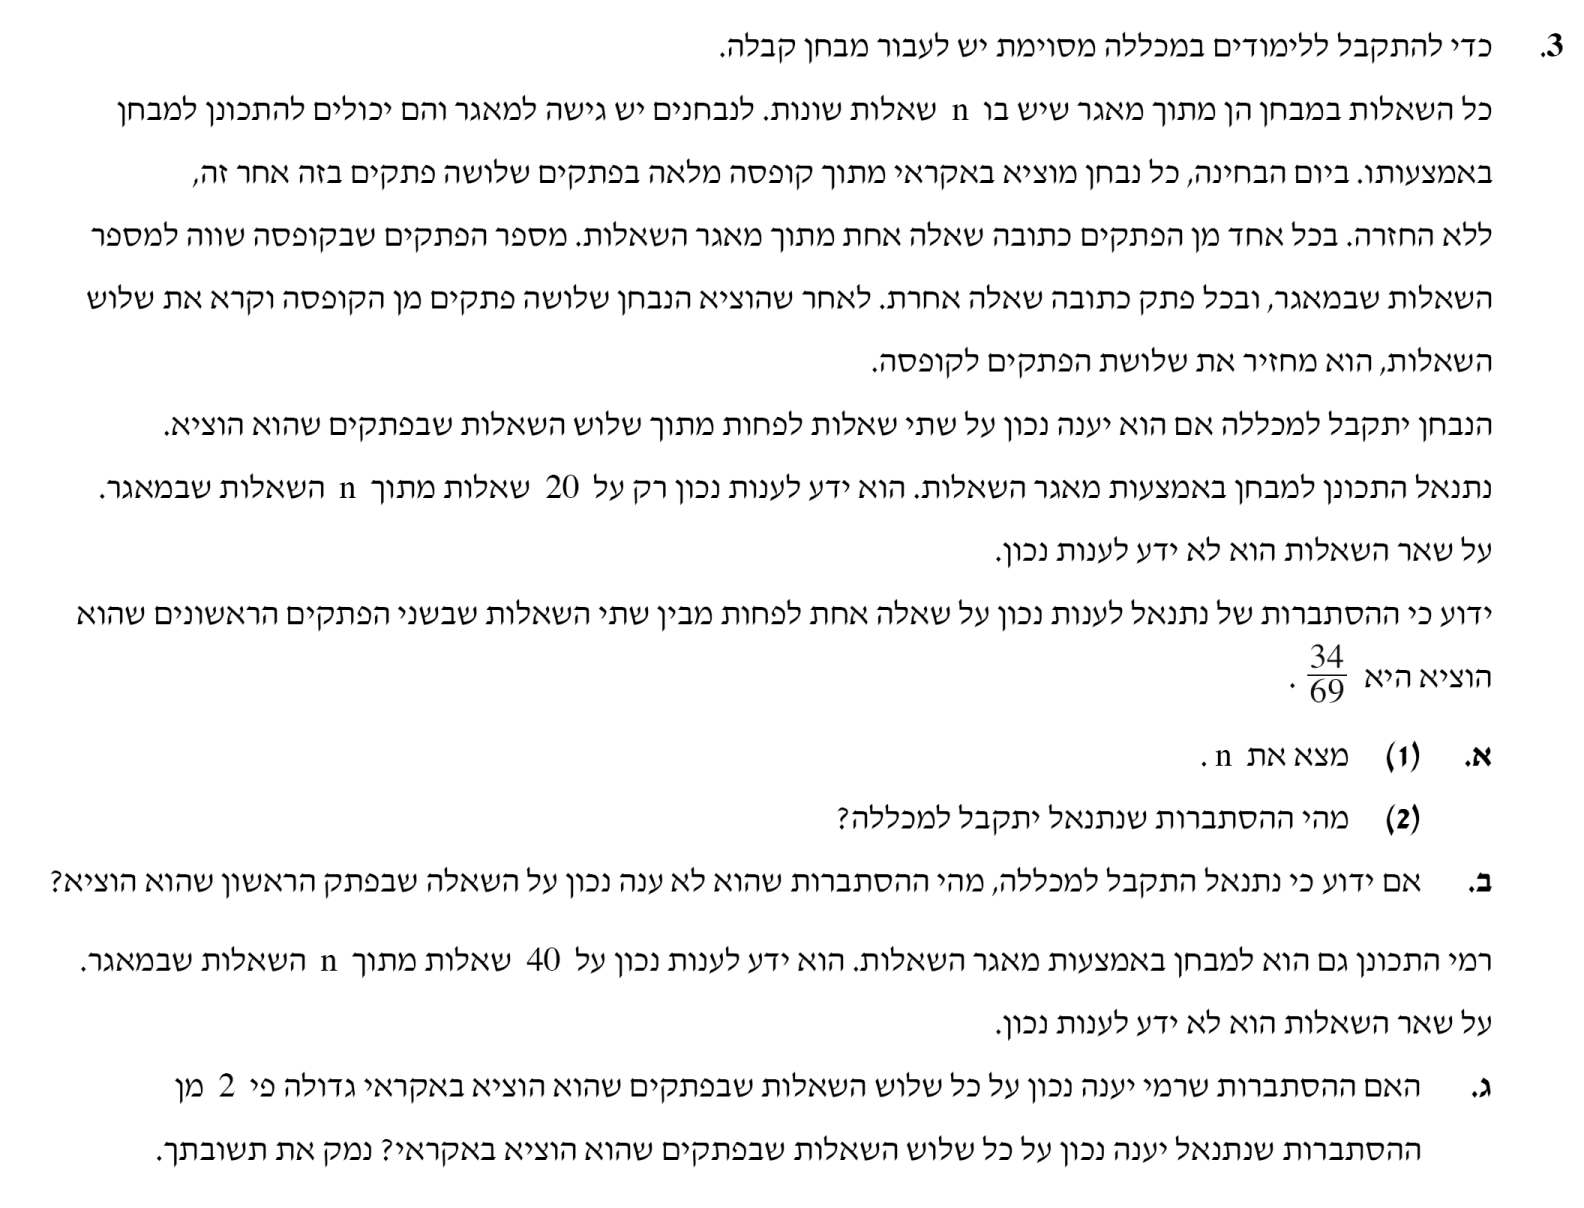 3. כדי להתקבל ללימודים במכללה מסוימת יש לעבור מבחן קבלה.
כל השאלות במבחן הן מתוך מאגר שיש בו n שאלות שונות. לנבחנים יש גישה למאגר והם יכולים להתכונן למבחן
באמצעותו. ביום הבחינה, כל נבחן מוציא באקראי מתוך קופסה מלאה בפתקים שלושה פתקים בזה אחר זה,
ללא החזרה. בכל אחד מן הפתקים כתובה שאלה אחת מתוך מאגר השאלות. מספר הפתקים שבקופסה שווה למספר
השאלות שבמאגר, ובכל פתק כתובה שאלה אחרת. לאחר שהוציא הנבחן שלושה פתקים מן הקופסה וקרא את שלוש
השאלות, הוא מחזיר את שלושת הפתקים לקופסה.
הנבחן יתקבל למכללה אם הוא יענה נכון על שתי שאלות לפחות מתוך שלוש השאלות שבפתקים שהוא הוציא.
נתנאל התכונן למבחן באמצעות מאגר השאלות. הוא ידע לענות נכון רק על 20 שאלות מתוך n השאלות שבמאגר.
על שאר השאלות הוא לא ידע לענות נכון.
ידוע כי ההסתברות של נתנאל לענות נכון על שאלה אחת לפחות מבין שתי השאלות שבשני הפתקים הראשונים שהוא
הוציא היא 34/69 .
א. (1) מצא את n .
(2) מהי ההסתברות שנתנאל יתקבל למכללה?
ב. אם ידוע כי נתנאל התקבל למכללה, מהי ההסתברות שהוא לא ענה נכון על השאלה שבפתק הראשון שהוא הוציא?
רמי התכונן גם הוא למבחן באמצעות מאגר השאלות. הוא ידע לענות נכון על 40 שאלות מתוך n השאלות שבמאגר.
על שאר השאלות הוא לא ידע לענות נכון.
ג. האם ההסתברות שרמי יענה נכון על כל שלוש השאלות שבפתקים שהוא הוציא באקראי גדולה פי 2 מן
ההסתברות שנתנאל יענה נכון על כל שלוש השאלות שבפתקים שהוא הוציא באקראי? נמק את תשובתך.